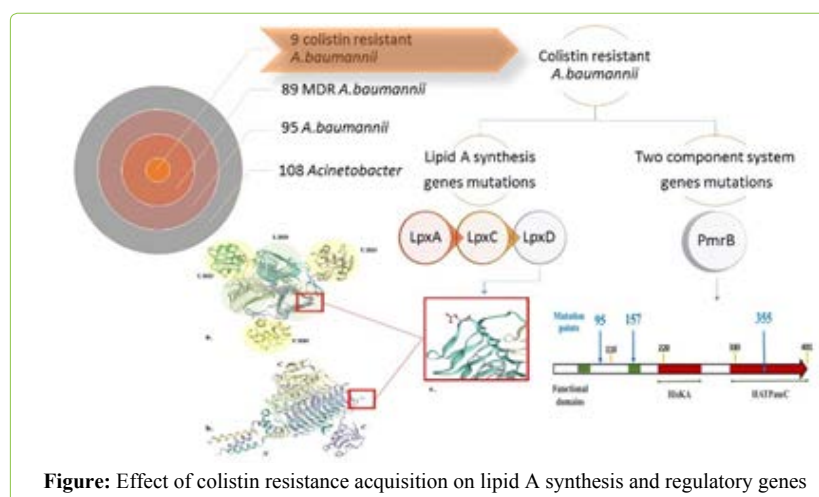 9 colistin resistant
A.baumannii
89 MDR A.baumannii
95 A.baumannii
108 Acinetobacter
Colistin resistant
A.baumannii
Lipid A synthesis
genes mutations
Two component system
genes mutations
LpxA
LpxC
LpxD
PmrB
a.
b.
c.
Mutation
points
95
157
355
220
Functional
domains
HisKA
HATPaseC
Figure: Effect of colistin resistance acquisition on lipid A synthesis and regulatory genes